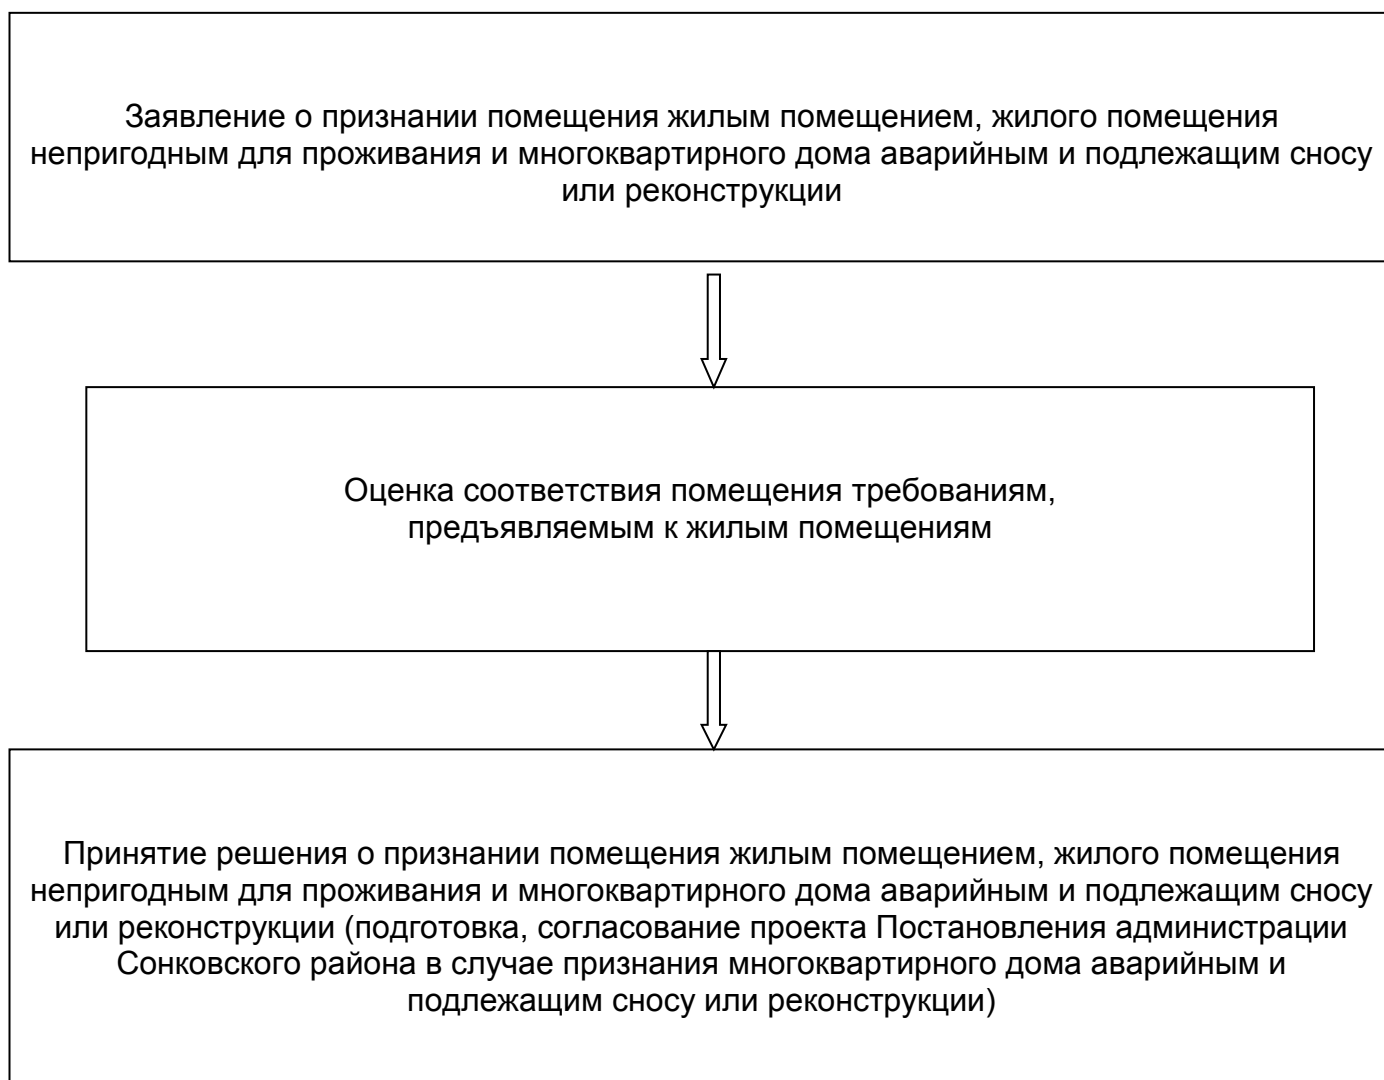 Заявление о признании помещения жилым помещением, жилого помещения
непригодным для проживания и многоквартирного дома аварийным и подлежащим сносу
или реконструкции
Оценка соответствия помещения требованиям,
предъявляемым к жилым помещениям
Принятие решения о признании помещения жилым помещением, жилого помещения
непригодным для проживания и многоквартирного дома аварийным и подлежащим сносу
или реконструкции (подготовка, согласование проекта Постановления администрации
Сонковского района в случае признания многоквартирного дома аварийным и
подлежащим сносу или реконструкции)